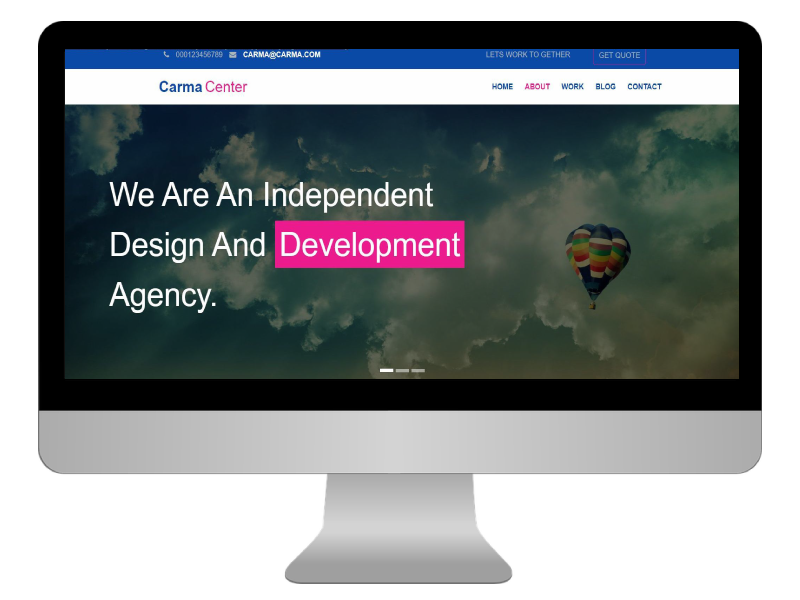 000123456789 CARMA@CARMA.COM LETS WORK TO GETHER GET QUOTE
Carma Center HOME ABOUT WORK BLOG CONTACT
We Are An Independent
Design And Development
Agency.